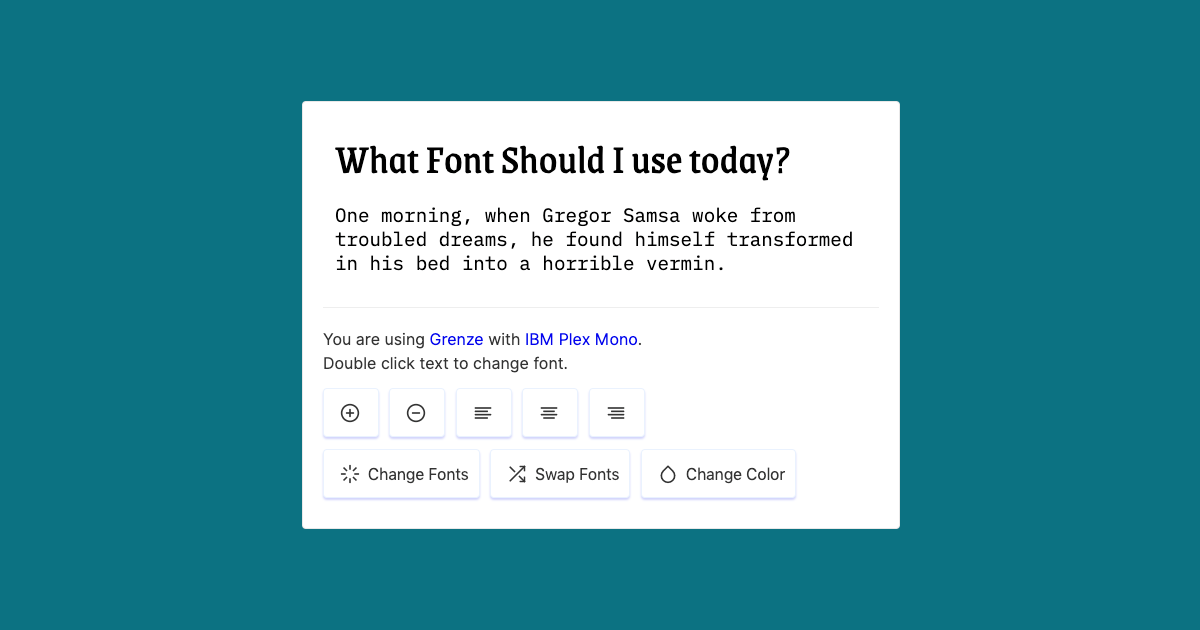 What Font Should I use today?
One morning, when Gregor Samsa woke from
troubled dreams, he found himself transformed
in his bed into a horrible vermin.
You are using Grenze with IBM Plex Mono.
Double click text to change font.
Change Fonts
Swap Fonts
Change Color